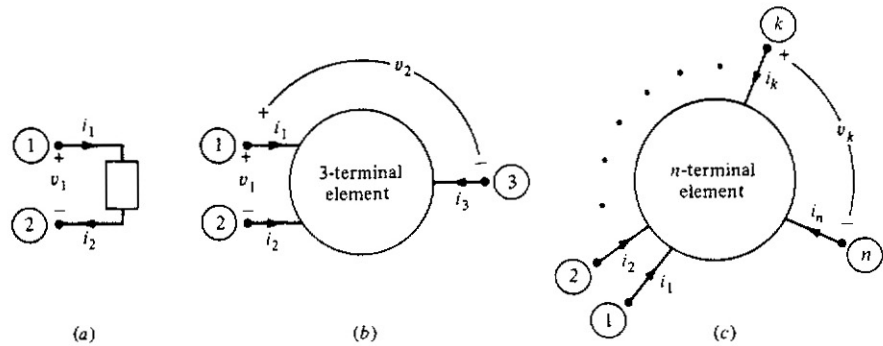 1
i1
+
v1
−
2
i2
(a)
+
v2
−
1
i1
+
v1
−
2
i2
3-terminal
element
i3
3
(b)
k
+
ik
vk
n-terminal
element
in
−
n
2
i2
1
i1
(c)